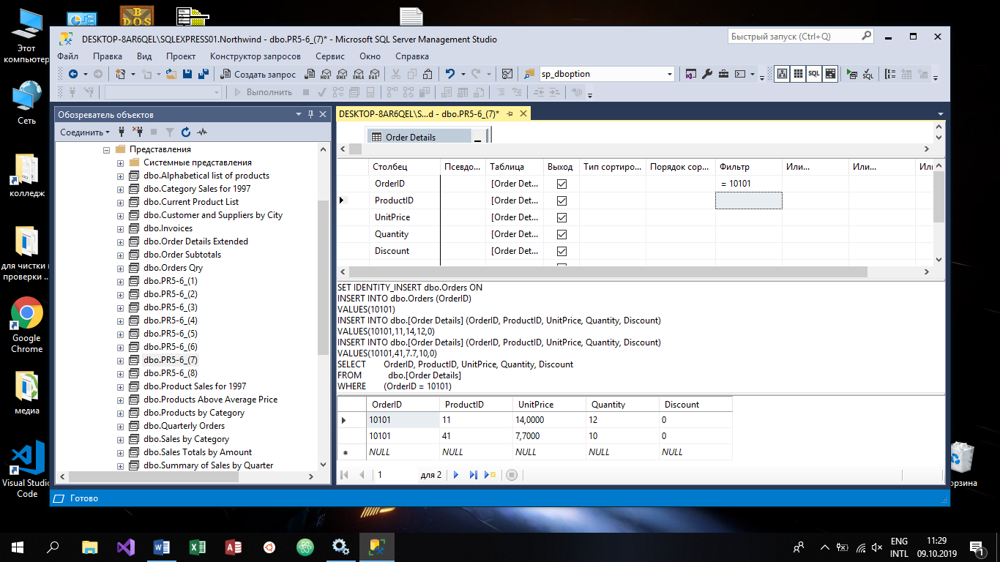 Этот
компьютер
Сеть
колледж
для чистки и
проверки ...
Google
Chrome
медиа
Visual Studio
Code
B
DOS
DESKTOP-8AR6QEL\SQLEXPRESS01.Northwind - dbo.PR5-6_(7)* - Microsoft SQL Server Management Studio
Быстрый запуск (Ctrl+Q)
Файл Правка Вид Проект Конструктор запросов Сервис Окно Справка
Создать запрос MDX DMX XMLA DAX sp_dboption SQL SQL
Выполнить
Обозреватель объектов
Соединить
Представления
Системные представления
dbo.Alphabetical list of products
dbo.Category Sales for 1997
dbo.Current Product List
dbo.Customer and Suppliers by City
dbo.Invoices
dbo.Order Details Extended
dbo.Order Subtotals
dbo.Orders Qry
dbo.PR5-6_(1)
dbo.PR5-6_(2)
dbo.PR5-6_(3)
dbo.PR5-6_(4)
dbo.PR5-6_(5)
dbo.PR5-6_(6)
dbo.PR5-6_(7)
dbo.PR5-6_(8)
dbo.Product Sales for 1997
dbo.Products Above Average Price
dbo.Products by Category
dbo.Quarterly Orders
dbo.Sales by Category
dbo.Sales Totals by Amount
dbo.Summary of Sales by Quarter
DESKTOP-8AR6QEL\S...d - dbo.PR5-6_(7)*
Order Details
Столбец Псевдо... Таблица Выход Тип сортиро... Порядок сор... Фильтр Или... Или... Или
OrderID [Order Det... = 10101
ProductID [Order Det...
UnitPrice [Order Det...
Quantity [Order Det...
Discount [Order Det...
SET IDENTITY_INSERT dbo.Orders ON
INSERT INTO dbo.Orders (OrderID)
VALUES(10101)
INSERT INTO dbo.[Order Details] (OrderID, ProductID, UnitPrice, Quantity, Discount)
VALUES(10101,11,14,12,0)
INSERT INTO dbo.[Order Details] (OrderID, ProductID, UnitPrice, Quantity, Discount)
VALUES(10101,41,7.7,10,0)
SELECT OrderID, ProductID, UnitPrice, Quantity, Discount
FROM dbo.[Order Details]
WHERE (OrderID = 10101)
OrderID ProductID UnitPrice Quantity Discount
10101 11 14,0000 12 0
10101 41 7,7000 10 0
NULL NULL NULL NULL NULL
1 для 2
Готово
орзина
ENG
INTL
11:29
09.10.2019
1